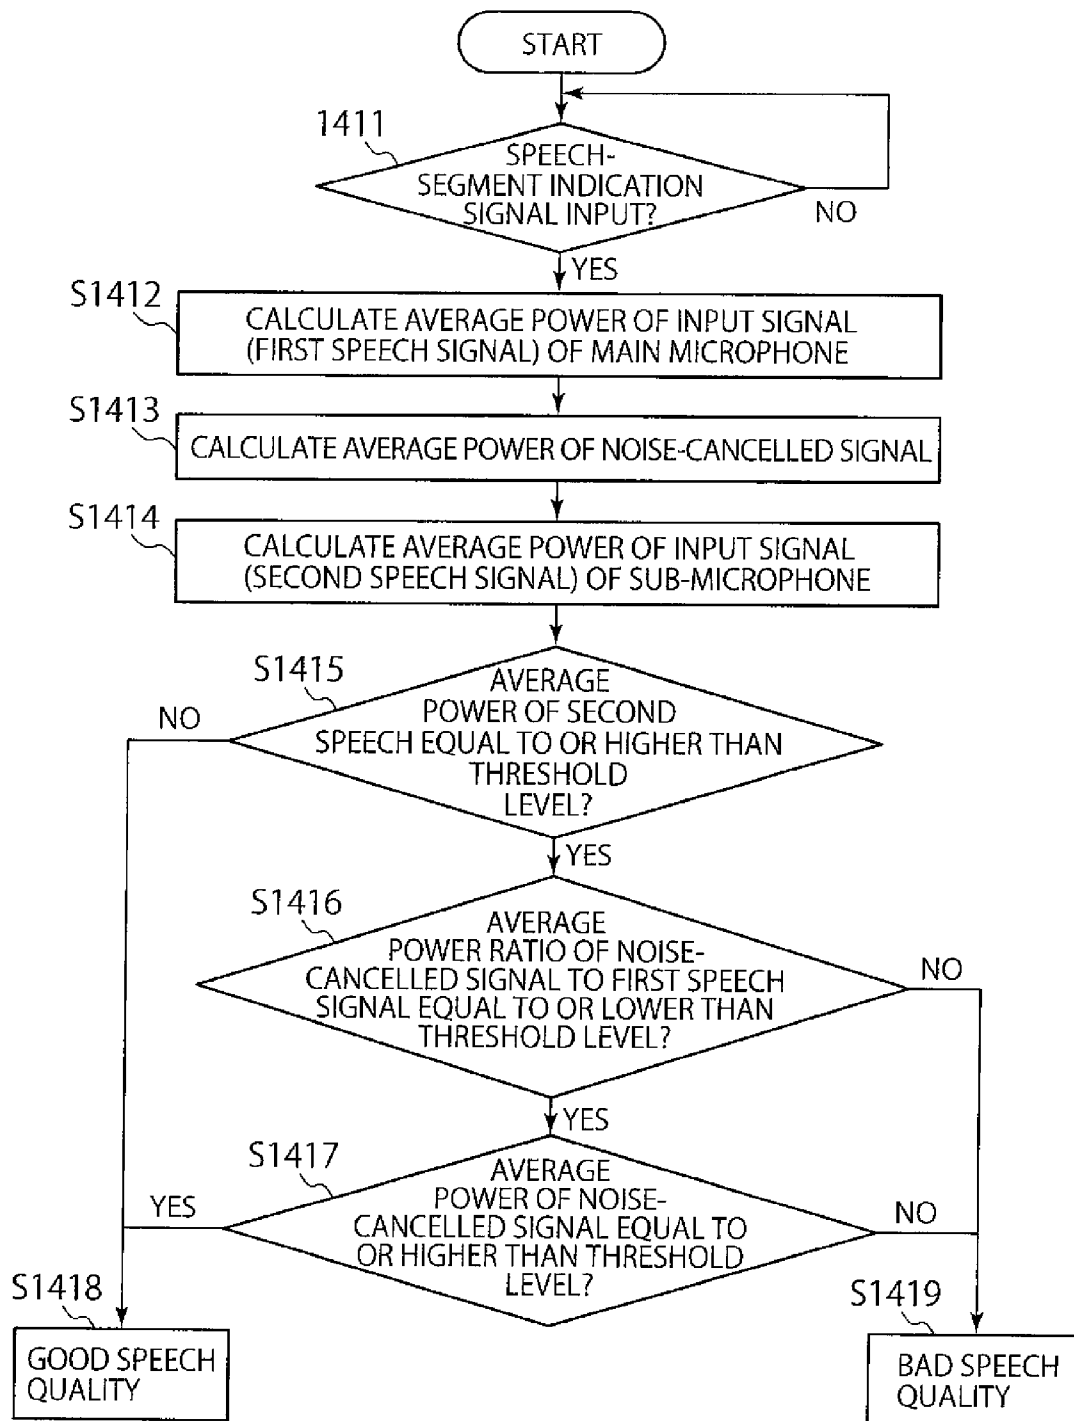 START
1411
SPEECH-
SEGMENT INDICATION
SIGNAL INPUT?
NO
YES
S1412
CALCULATE AVERAGE POWER OF INPUT SIGNAL
(FIRST SPEECH SIGNAL) OF MAIN MICROPHONE
S1413
CALCULATE AVERAGE POWER OF NOISE-CANCELLED SIGNAL
S1414
CALCULATE AVERAGE POWER OF INPUT SIGNAL
(SECOND SPEECH SIGNAL) OF SUB-MICROPHONE
S1415
NO
AVERAGE
POWER OF SECOND
SPEECH EQUAL TO OR HIGHER THAN
THRESHOLD
LEVEL?
YES
S1416
AVERAGE
POWER RATIO OF NOISE-
CANCELLED SIGNAL TO FIRST SPEECH
SIGNAL EQUAL TO OR LOWER THAN
THRESHOLD LEVEL?
NO
YES
S1417
YES
AVERAGE
POWER OF NOISE-
CANCELLED SIGNAL EQUAL TO
OR HIGHER THAN THRESHOLD
LEVEL?
NO
S1418
GOOD SPEECH
QUALITY
S1419
BAD SPEECH
QUALITY